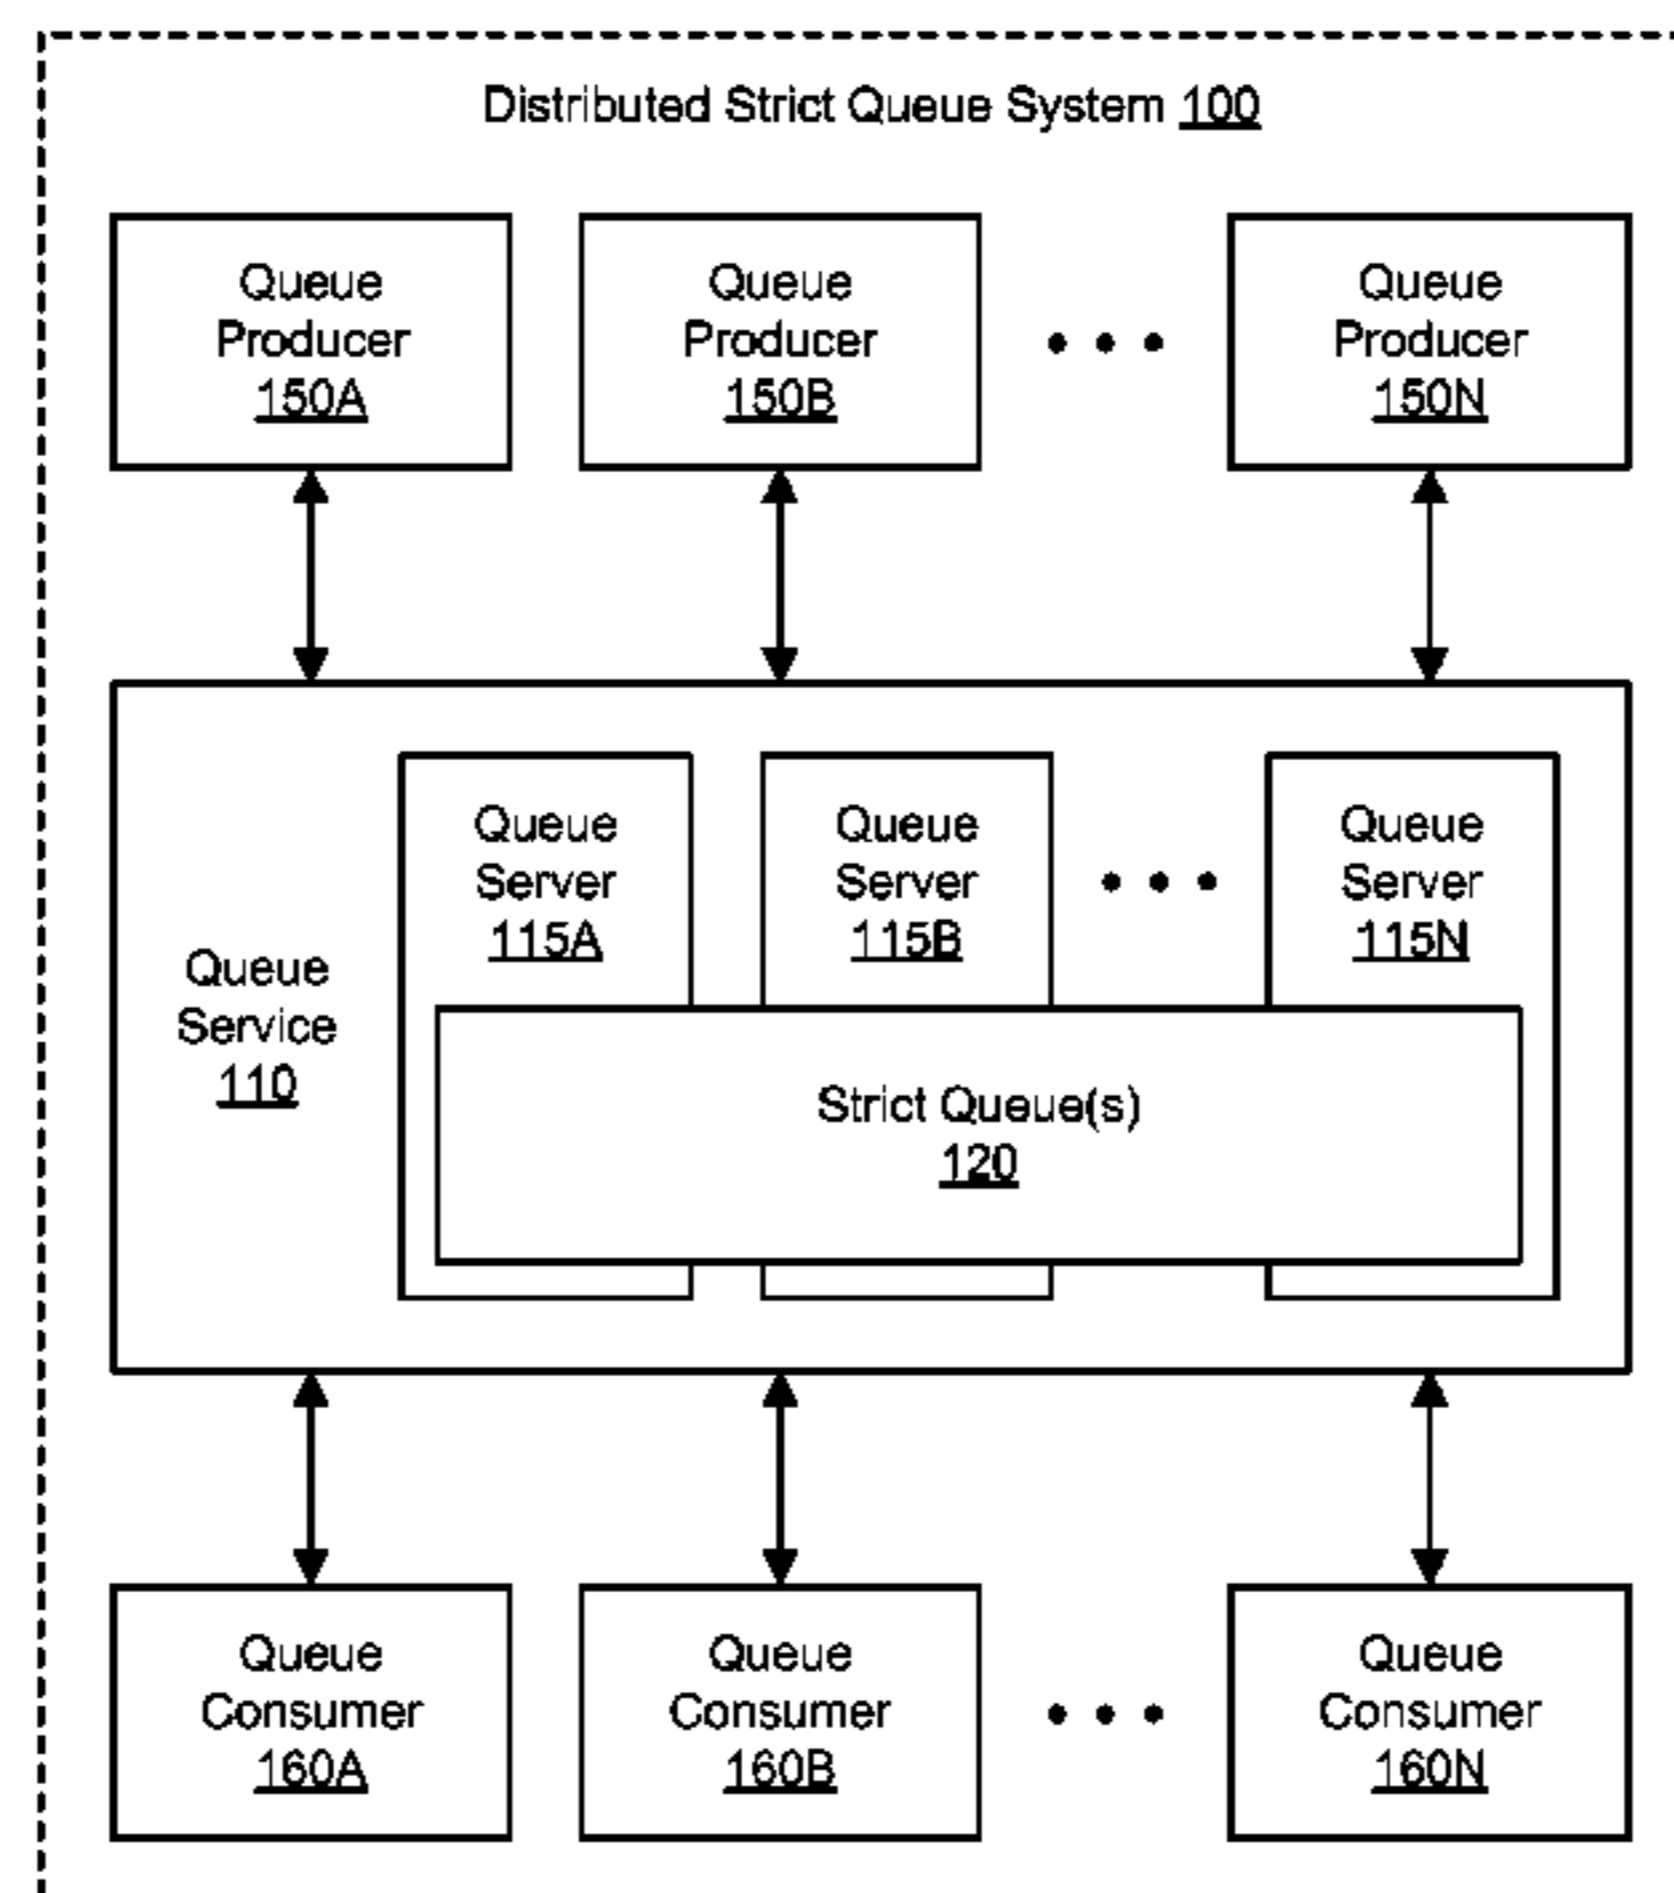 Distributed Strict Queue System 100
Queue
Producer
150A
Queue
Producer
150B
Queue
Producer
150N
Queue
Service
110
Queue
Server
115A
Queue
Server
115B
Queue
Server
115N
Strict Queue(s)
120
Queue
Consumer
160A
Queue
Consumer
160B
Queue
Consumer
160N